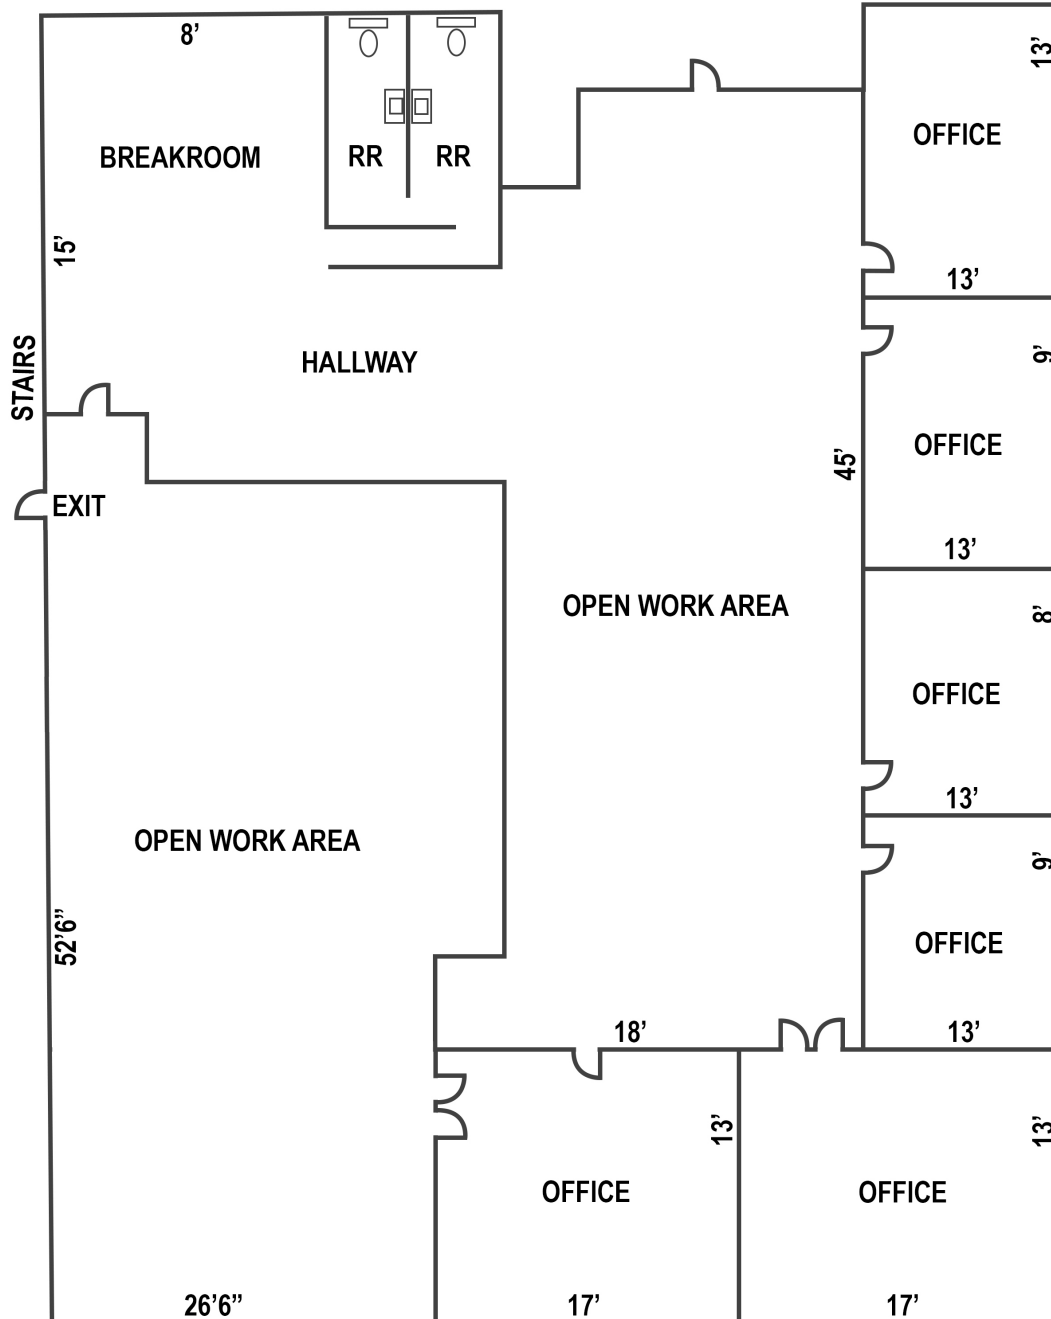 8’
13’
OFFICE
BREAKROOM
RR
RR
15’
13’
STAIRS
HALLWAY
9’
OFFICE
45’
EXIT
13’
OPEN WORK AREA
8’
OFFICE
13’
OPEN WORK AREA
9’
52’6”
OFFICE
18’
13’
13’
13’
OFFICE
OFFICE
26’6”
17’
17’